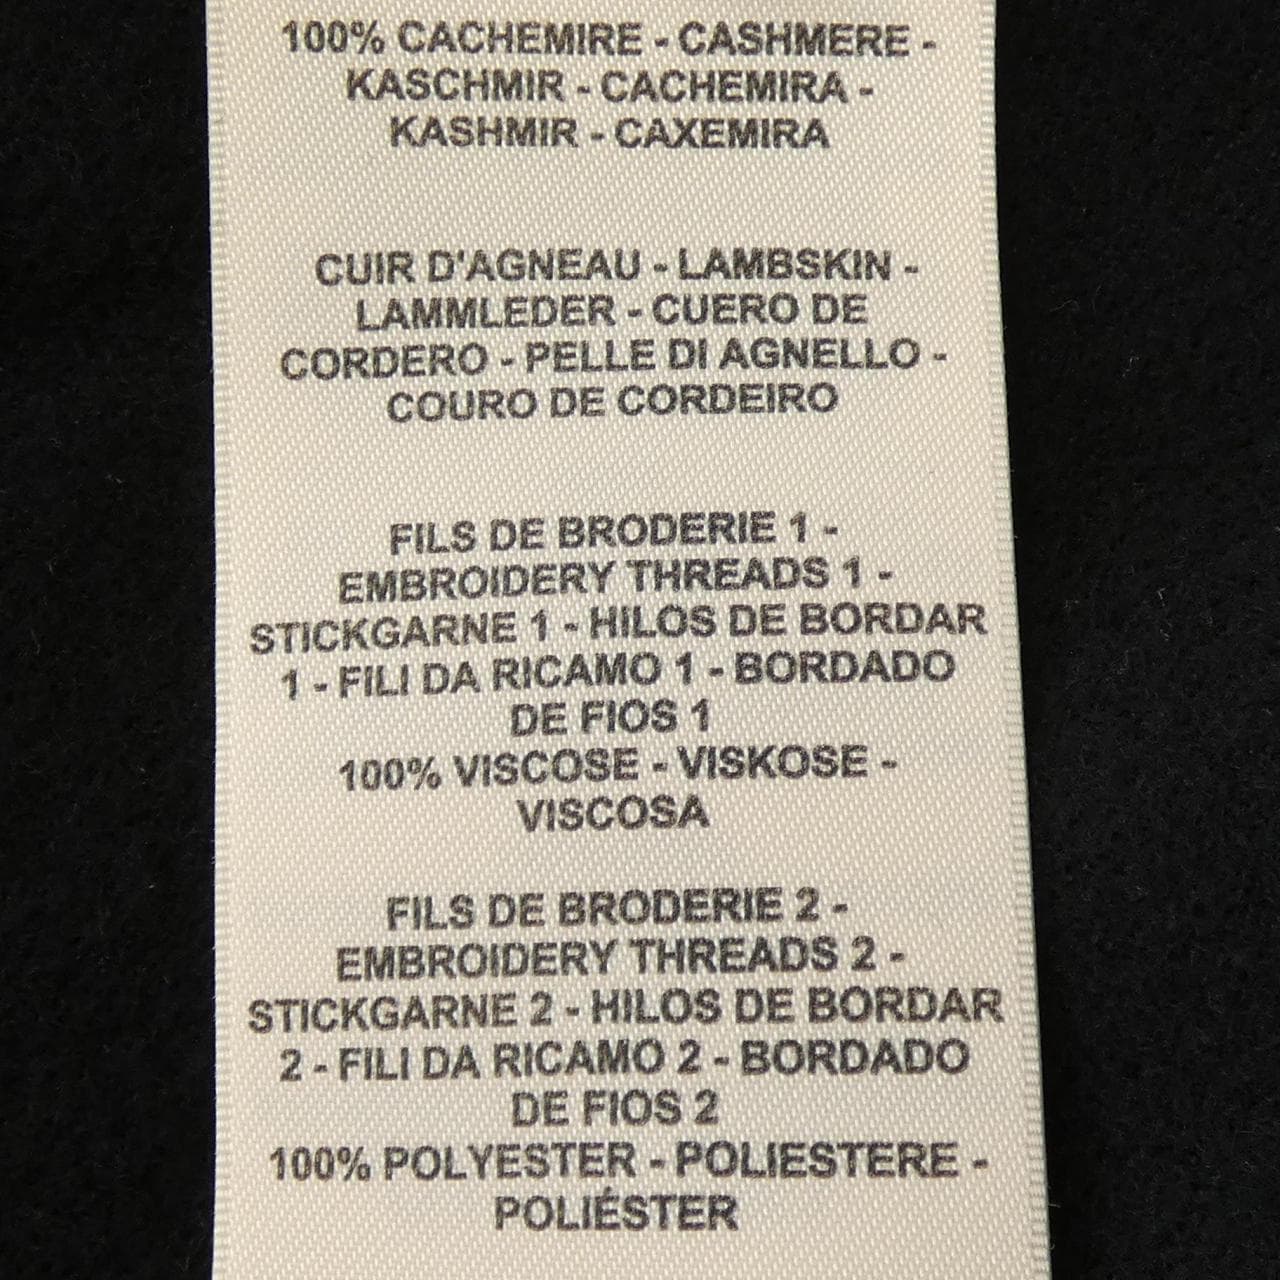 100% CACHEMIRE - CASHMERE -
KASCHMIR - CACHEMIRA -
KASHMIR - CAXEMIRA
CUIR D'AGNEAU - LAMBSKIN -
LAMMLEDER - CUERO DE
CORDERO - PELLE DI AGNELLO -
COURO DE CORDEIRO
FILS DE BRODERIE 1 -
EMBROIDERY THREADS 1 -
STICKGARNE 1 - HILOS DE BORDAR
1 - FILI DA RICAMO 1 - BORDADO
DE FIOS 1
100% VISCOSE - VISKOSE -
VISCOSA
FILS DE BRODERIE 2 -
EMBROIDERY THREADS 2 -
STICKGARNE 2 - HILOS DE BORDAR
2 - FILI DA RICAMO 2 - BORDADO
DE FIOS 2
100% POLYESTER - POLIESTERE -
POLIÉSTER